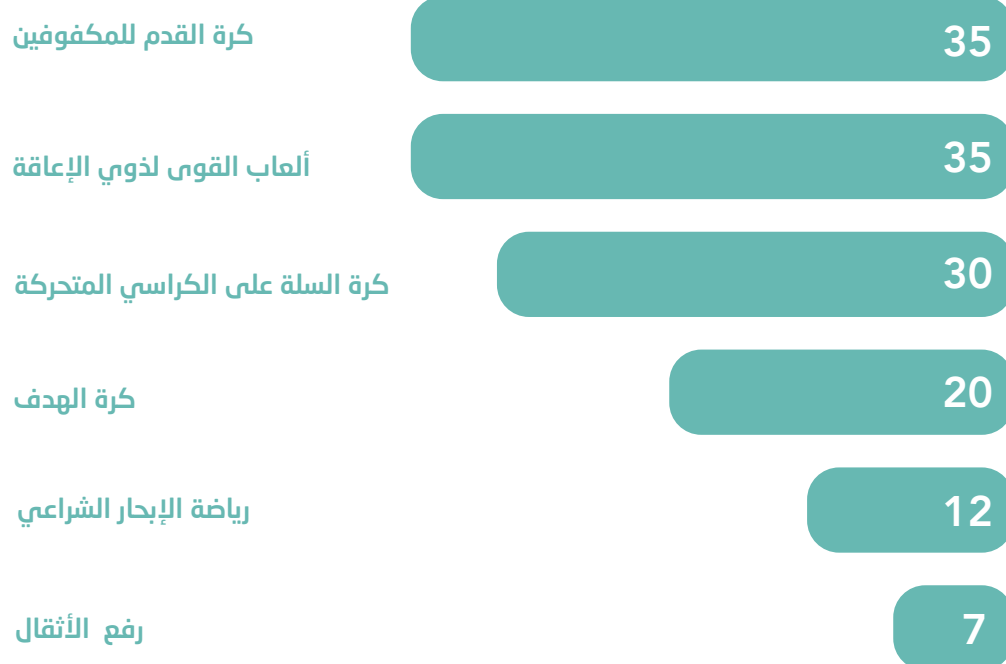 كرة القدم للمكفوفين
35
ألعاب القوى لذوي الإعاقة
35
كرة السلة على الكراسي المتحركة
30
كرة الهدف
20
رياضة الإبحار الشراعي
12
رفع الأثقال
7